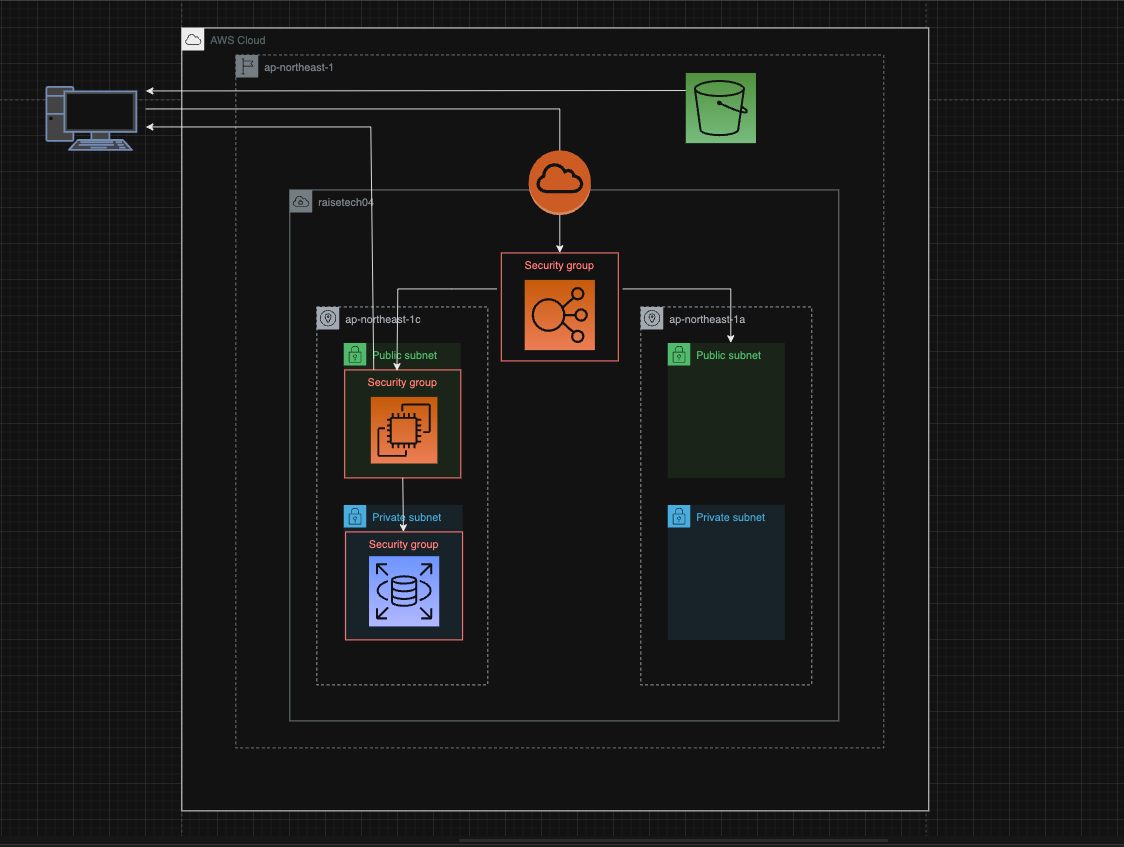 AWS Cloud
ap-northeast-1
raisetech04
Security group
ap-northeast-1c
ap-northeast-1a
Public subnet
Public subnet
Security group
Private subnet
Private subnet
Security group